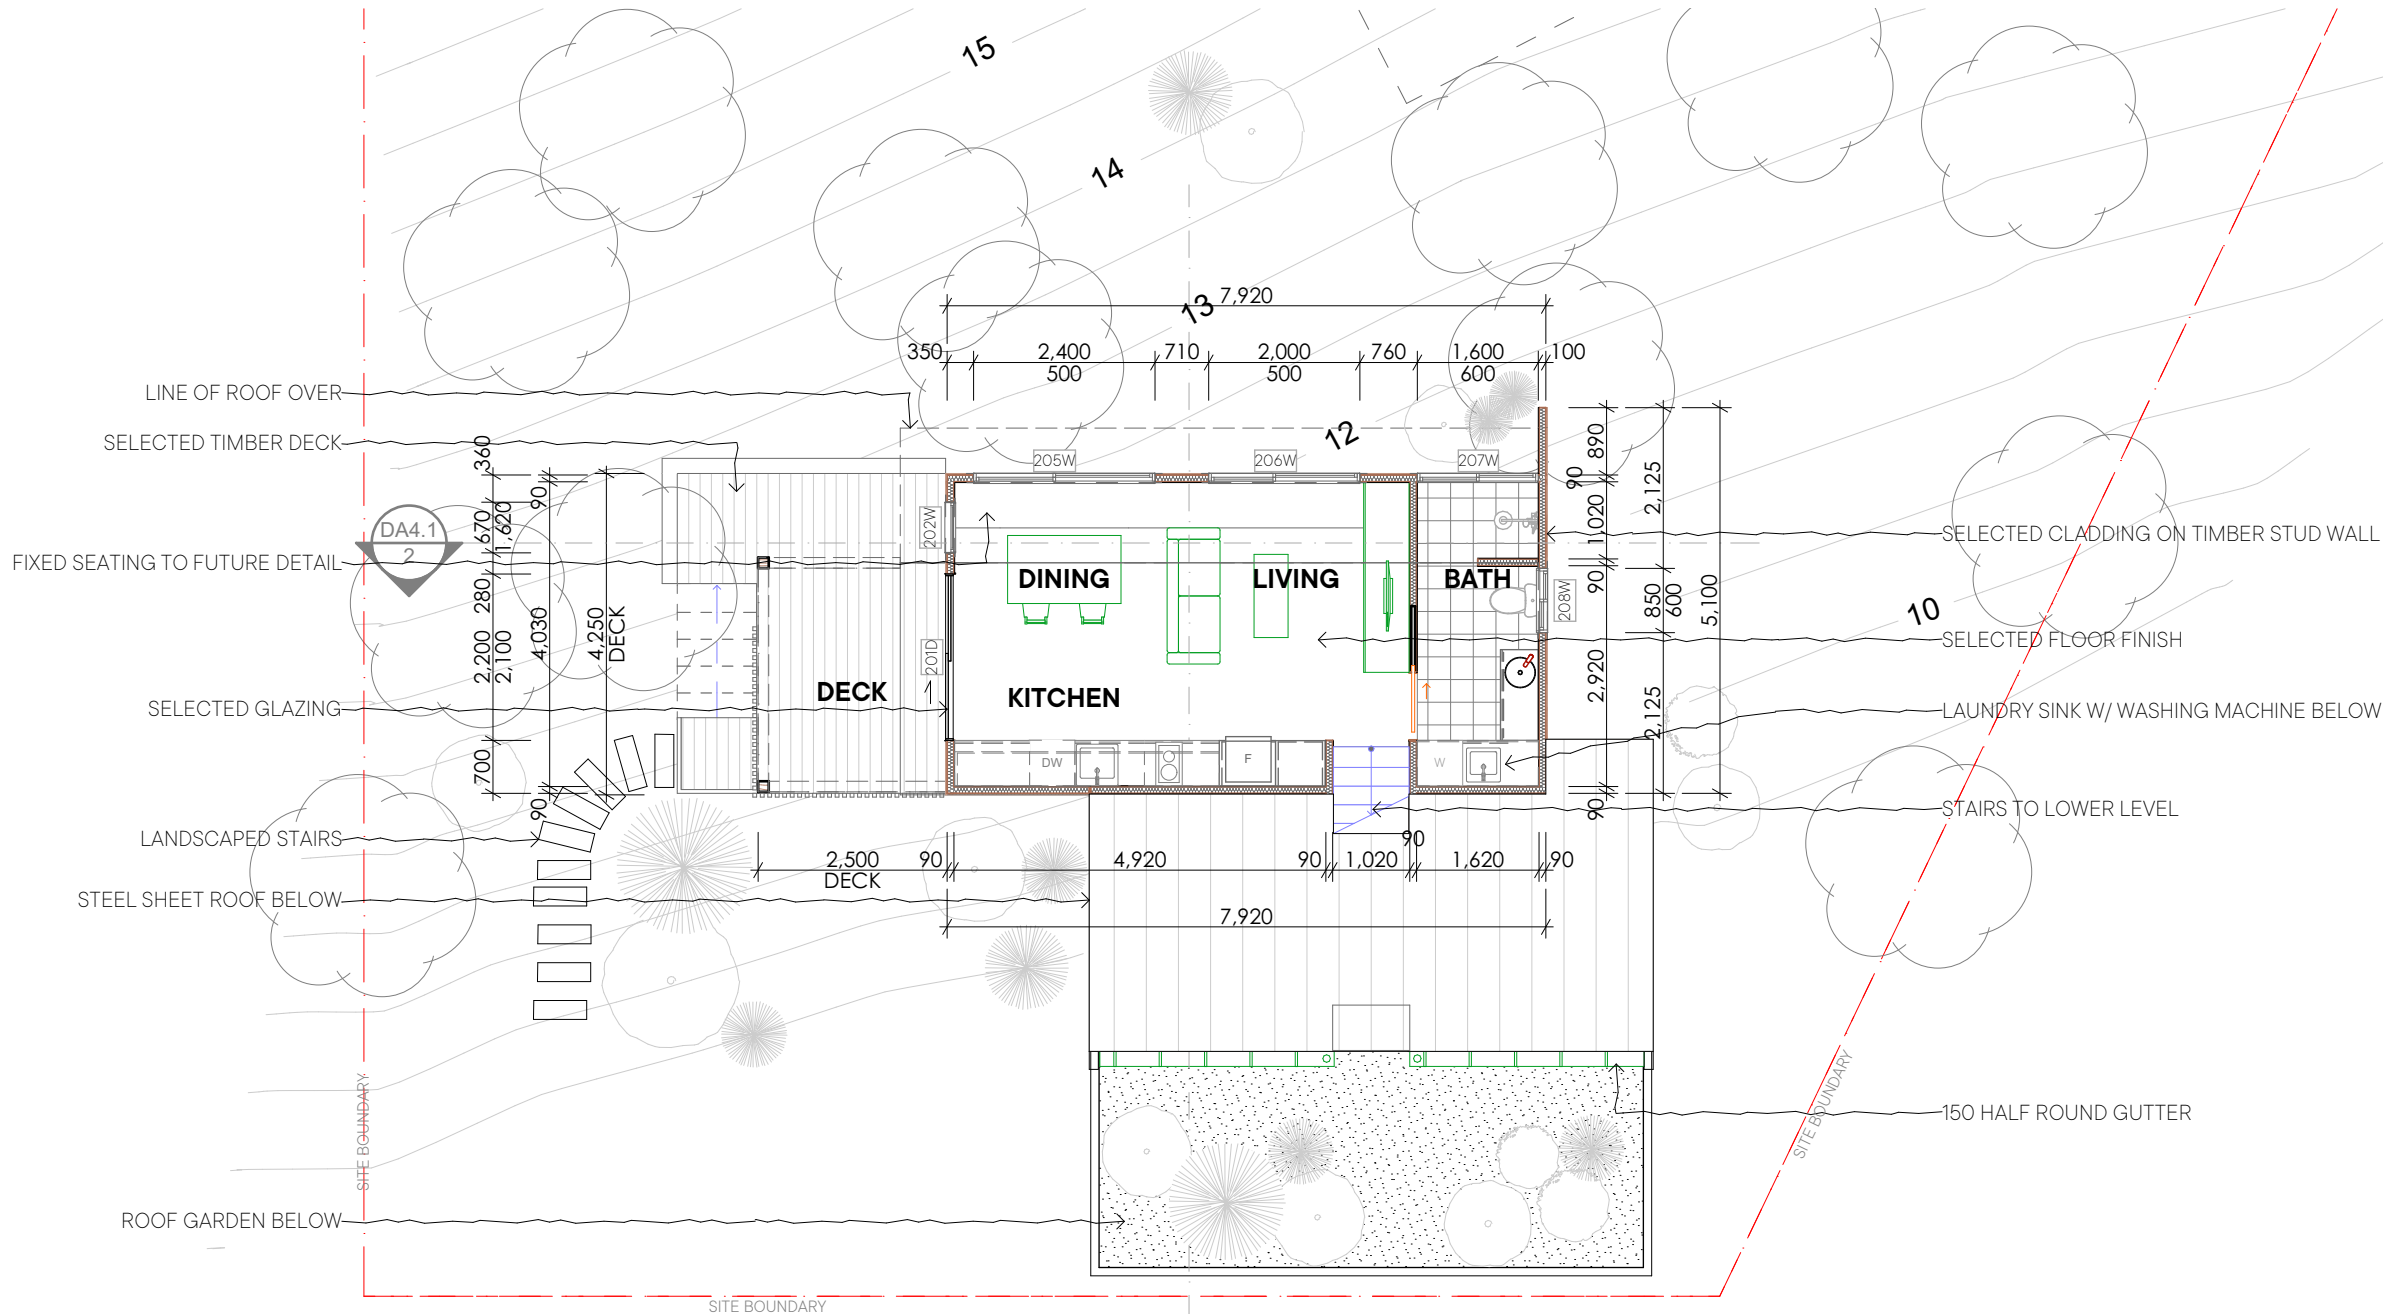 15
14
13
7,920
350
2,400
710
2,000
760
1,600
100
500
500
600
12
LINE OF ROOF OVER
SELECTED TIMBER DECK
FIXED SEATING TO FUTURE DETAIL
SELECTED GLAZING
LANDSCAPED STAIRS
STEEL SHEET ROOF BELOW
ROOF GARDEN BELOW
DA4.1
2
360
670
1,620
280
2,200
2,100
700
90
4,030
90
4,250
DECK
205W
206W
207W
202W
201D
208W
DINING
LIVING
BATH
DECK
KITCHEN
DW
F
W
890
90
1,020
90
2,920
90
2,125
850
600
2,125
5,100
10
SELECTED CLADDING ON TIMBER STUD WALL
SELECTED FLOOR FINISH
LAUNDRY SINK W/ WASHING MACHINE BELOW
STAIRS TO LOWER LEVEL
150 HALF ROUND GUTTER
2,500
DECK
90
4,920
90
1,020
90
1,620
90
7,920
SITE BOUNDARY
SITE BOUNDARY
SITE BOUNDARY